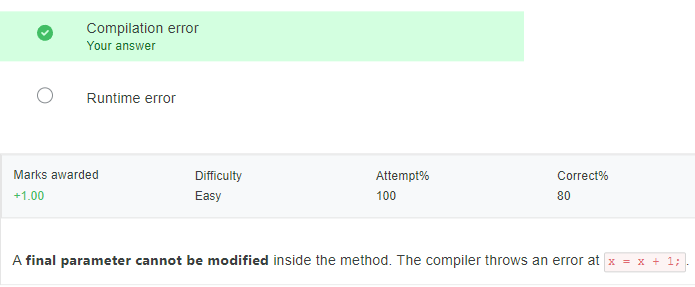 Compilation error
Your answer
Runtime error
Marks awarded Difficulty Attempt% Correct%
+1.00 Easy 100 80
A final parameter cannot be modified inside the method. The compiler throws an error at x = x + 1; .